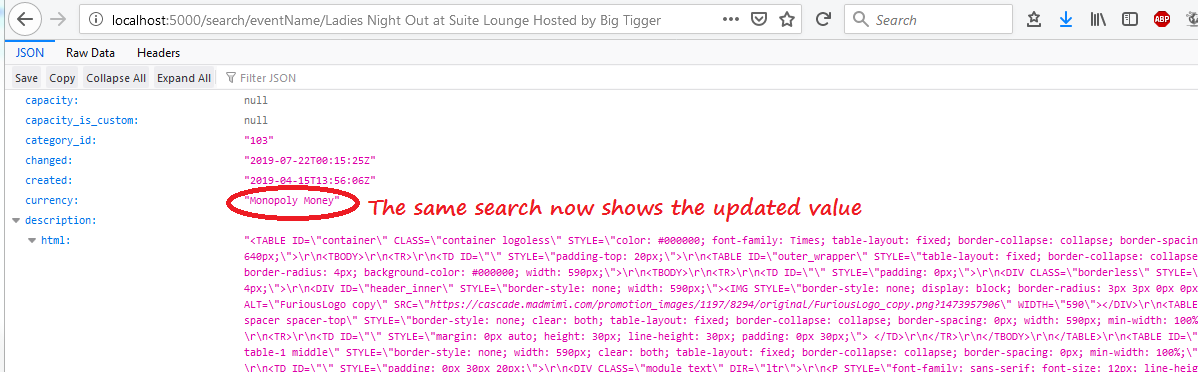 localhost:5000/search/eventName/Ladies Night Out at Suite Lounge Hosted by Big Tigger
Search
ABP
JSON Raw Data Headers
Save Copy Collapse All Expand All Filter JSON
capacity: null
capacity_is_custom: null
category_id: "103"
changed: "2019-07-22T00:15:25Z"
created: "2019-04-15T13:56:06Z"
currency: "Monopoly Money" The same search now shows the updated value
description:
html: "<TABLE ID=\"container\" CLASS=\"container logoless\" STYLE=\"color: #000000; font-family: Times; table-layout: fixed; border-collapse: collapse; border-spacin
640px;\">\r\n<TBODY>\r\n<TR>\r\n<TD ID=\"\" STYLE=\"padding-top: 20px;\">\r\n<TABLE ID=\"outer_wrapper\" STYLE=\"table-layout: fixed; border-collapse: collapse
border-radius: 4px; background-color: #000000; width: 590px;\">\r\n<TBODY>\r\n<TR>\r\n<TD ID=\"\" STYLE=\"padding: 0px;\">\r\n<DIV CLASS=\"borderless\" STYLE=\
4px;\">\r\n<DIV ID=\"header_inner\" STYLE=\"border-style: none; width: 590px;\"><IMG STYLE=\"border-style: none; display: block; border-radius: 3px 3px 0px 0px
ALT=\"FuriousLogo copy\" SRC=\"https://cascade.madmimi.com/promotion_images/1197/8294/original/FuriousLogo_copy.png?1473957906\" WIDTH=\"590\"></DIV>\r\n<TABLE
spacer spacer-top\" STYLE=\"border-style: none; clear: both; table-layout: fixed; border-collapse: collapse; border-spacing: 0px; width: 590px; min-width: 100%
\r\n<TR>\r\n<TD ID=\"\" STYLE=\"margin: 0px auto; height: 30px; line-height: 30px; padding: 0px 30px;\"> </TD>\r\n</TR>\r\n</TBODY>\r\n</TABLE>\r\n<TABLE ID=\"
table-1 middle\" STYLE=\"border-style: none; width: 590px; clear: both; table-layout: fixed; border-collapse: collapse; border-spacing: 0px; min-width: 100%;\"
\r\n<TD ID=\"\" STYLE=\"padding: 0px 30px 20px;\">\r\n<DIV CLASS=\"module text\" DIR=\"ltr\">\r\n<P STYLE=\"font-family: sans-serif; font-size: 12px; line-hei